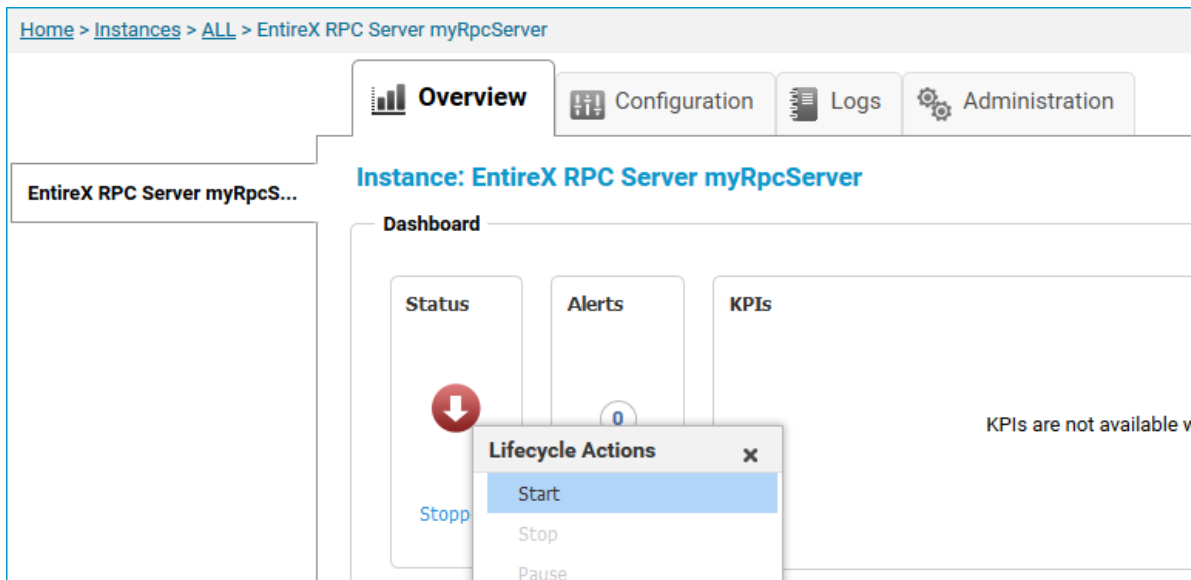 Home > Instances > ALL > EntireX RPC Server myRpcServer
Overview
Configuration
Logs
Administration
EntireX RPC Server myRpcS...
Instance: EntireX RPC Server myRpcServer
Dashboard
Status
Alerts
KPIs
0
KPIs are not available
Lifecycle Actions
Start
Stopp
Stop
Pause